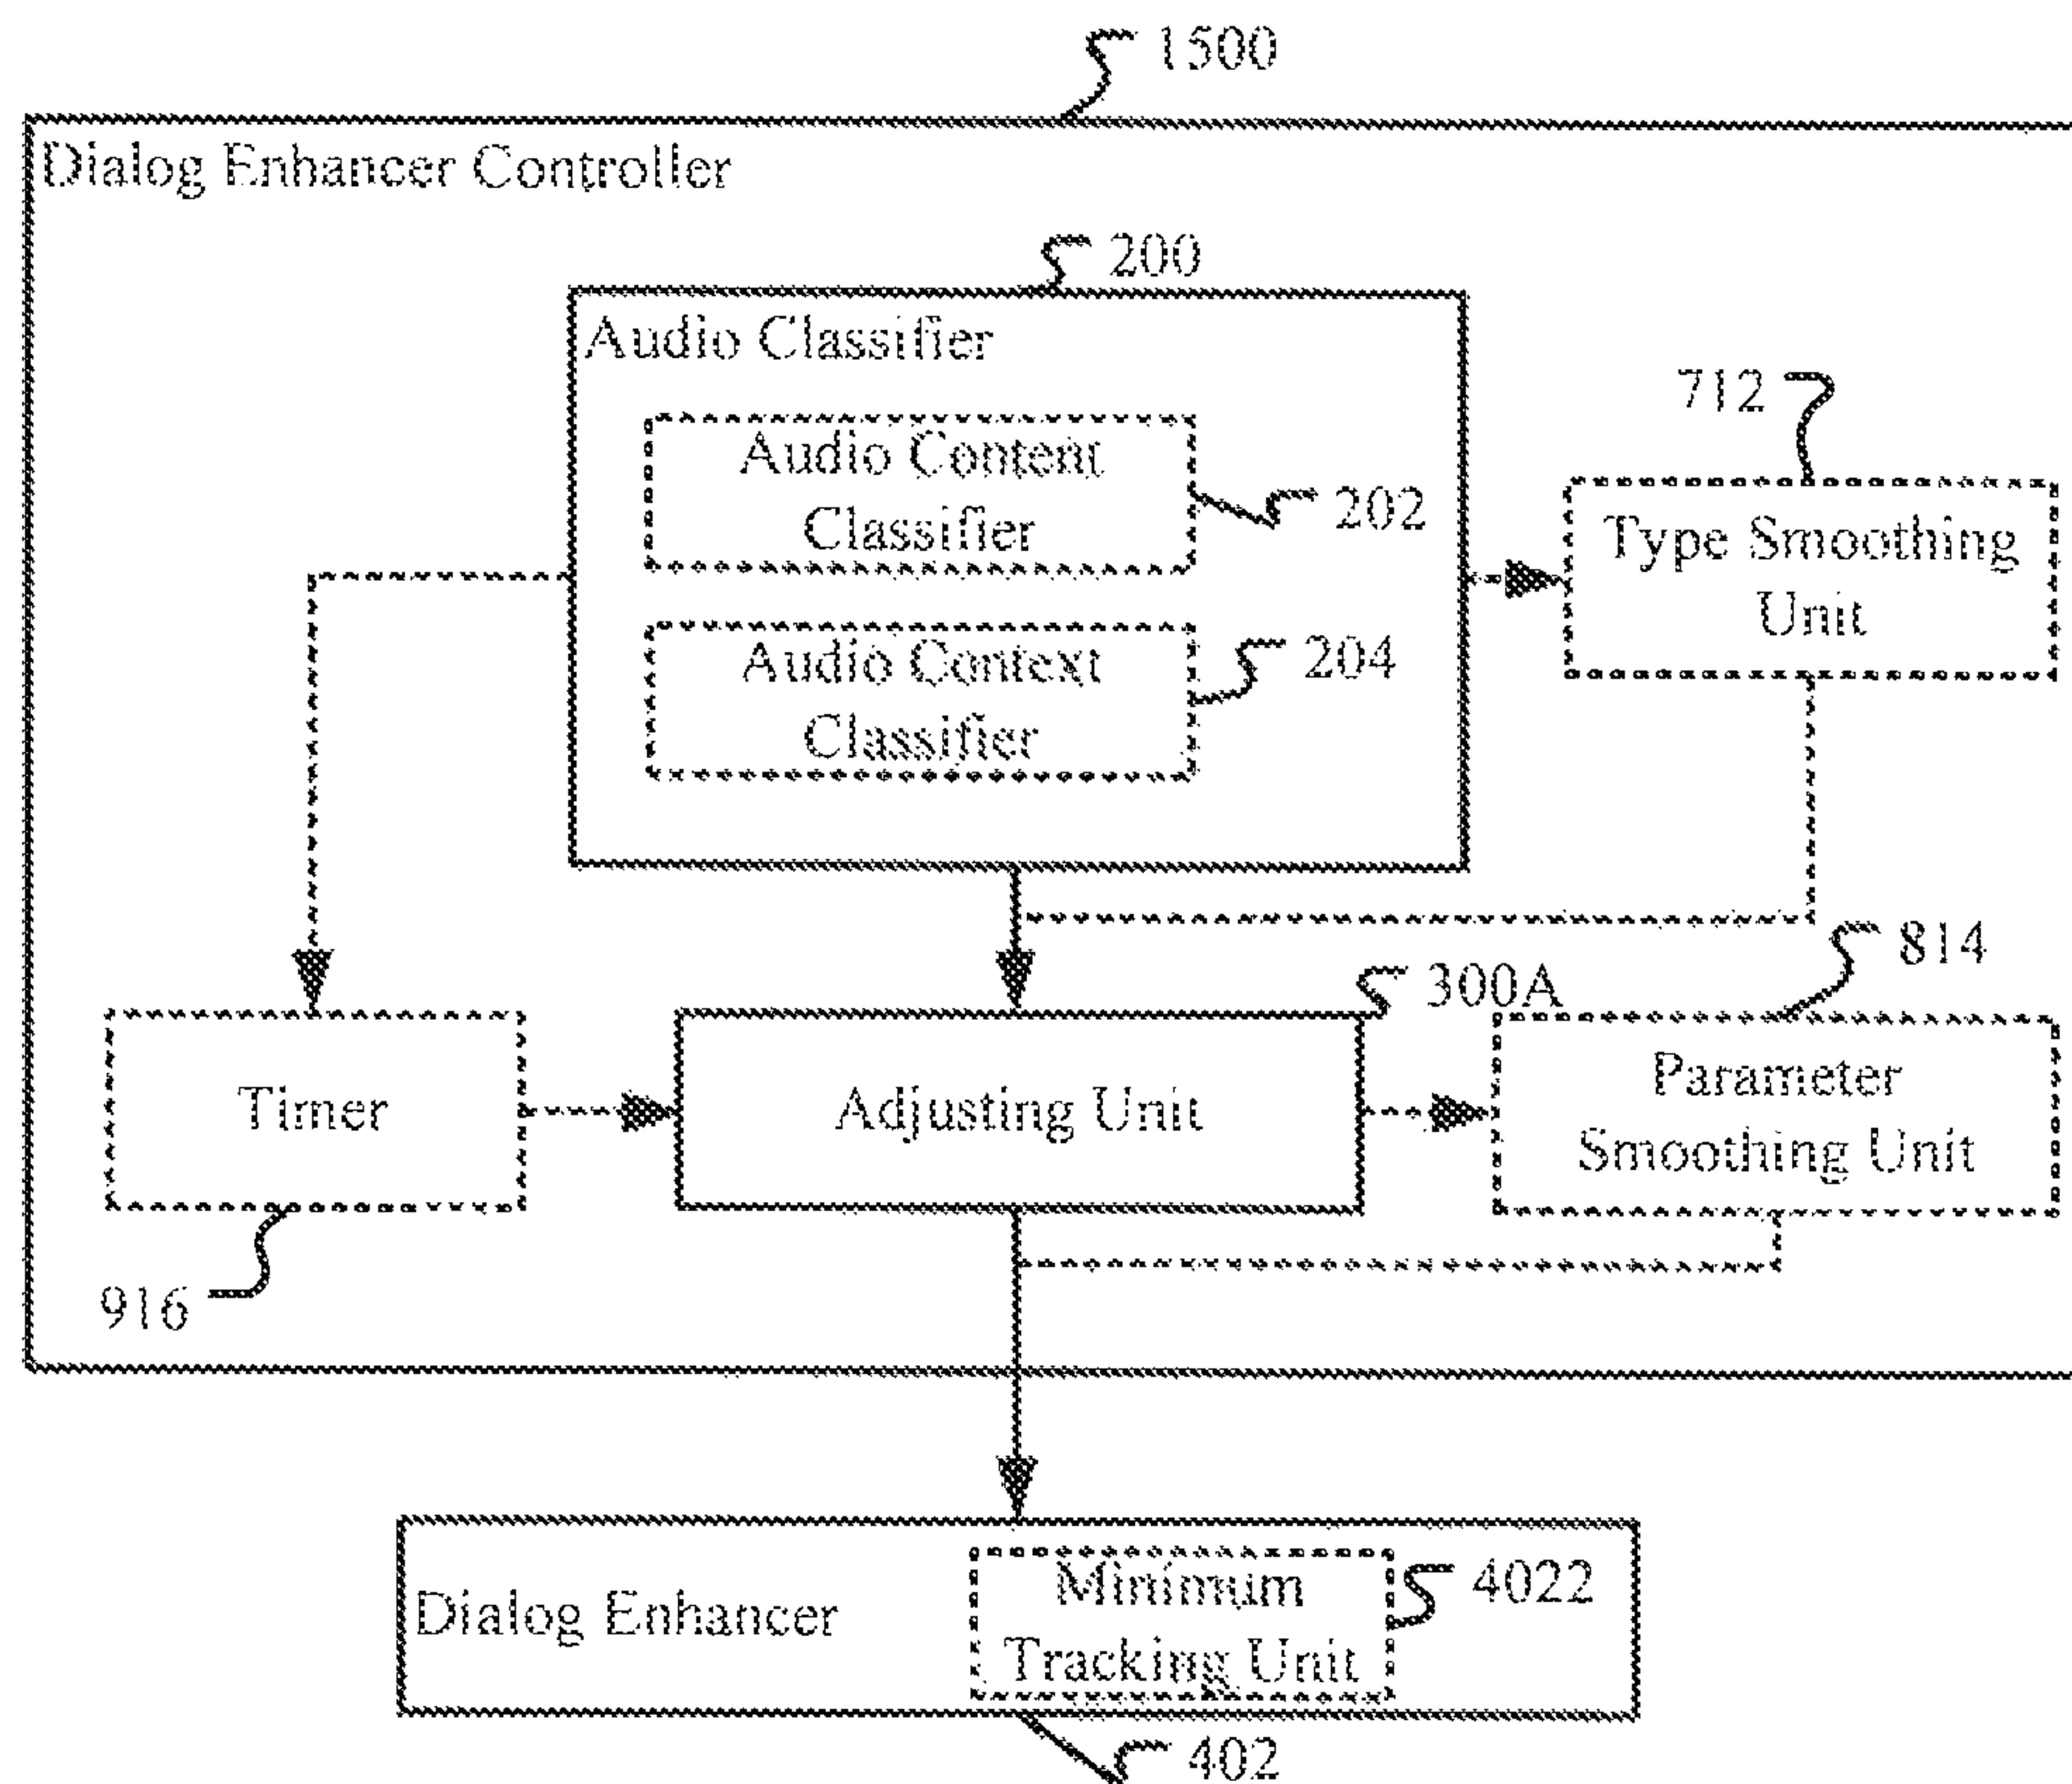 1500
Dialog Enhancer Controller
200
Audio Classifier
712
Audio Content
Classifier
202
Type Smoothing
Unit
Audio Context
Classifier
204
814
300A
Timer
Adjusting Unit
Parameter
Smoothing Unit
916
Dialog Enhancer
Minimum
Tracking Unit
4022
402